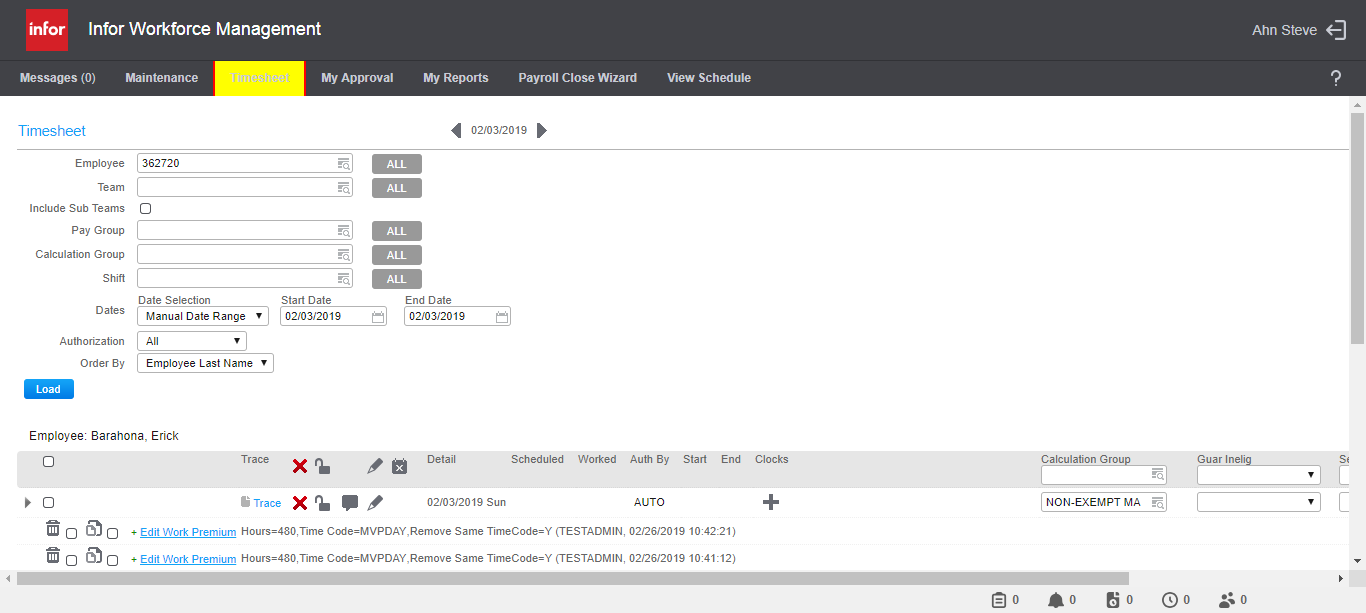 infor Infor Workforce Management Ahn Steve
Messages (0) Maintenance Timesheet My Approval My Reports Payroll Close Wizard View Schedule ?
Timesheet 02/03/2019
Employee 362720 ALL
Team ALL
Include Sub Teams
Pay Group ALL
Calculation Group ALL
Shift ALL
Date Selection Start Date End Date
Dates Manual Date Range 02/03/2019 02/03/2019
Authorization All
Order By Employee Last Name
Load
Employee: Barahona, Erick
Trace Detail Scheduled Worked Auth By Start End Clocks Calculation Group Guar Inelig
Trace 02/03/2019 Sun AUTO NON-EXEMPT MA
+ Edit Work Premium Hours=480,Time Code=MVPDAY,Remove Same TimeCode=Y (TESTADMIN, 02/26/2019 10:42:21)
+ Edit Work Premium Hours=480,Time Code=MVPDAY,Remove Same TimeCode=Y (TESTADMIN, 02/26/2019 10:41:12)
0 0 0 0 0